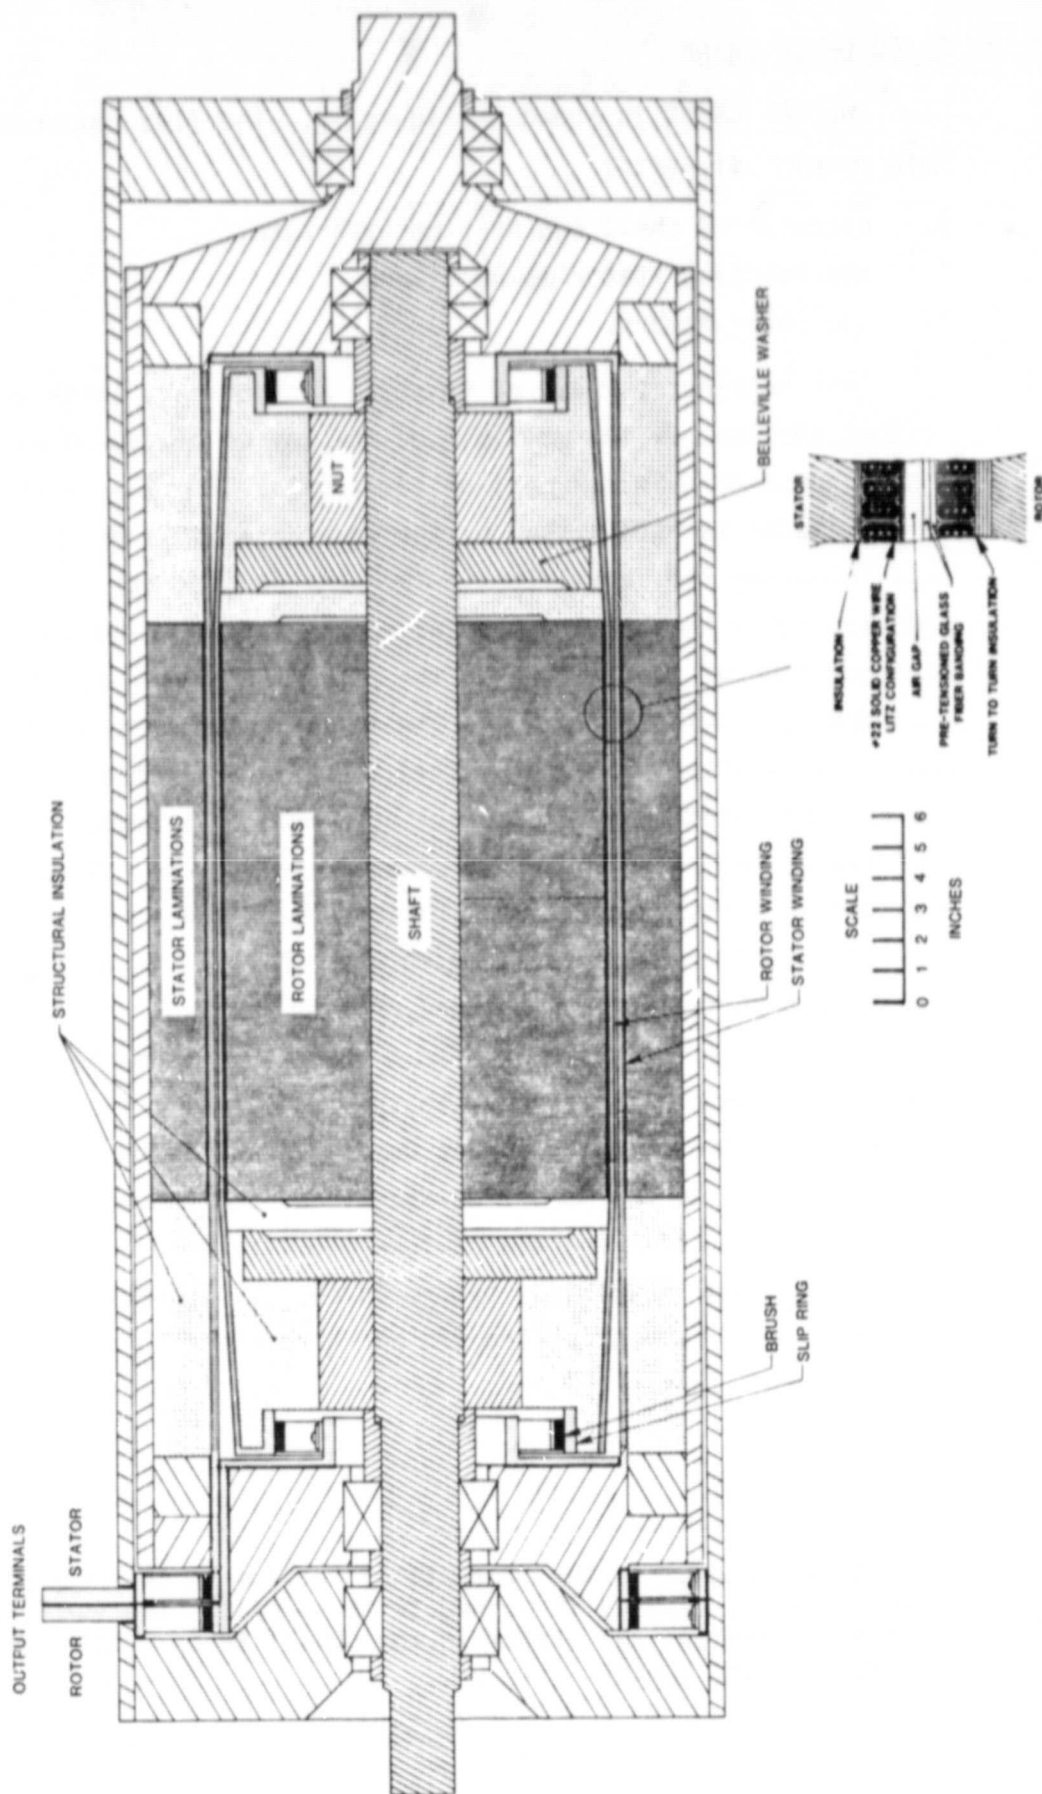 OUTPUT TERMINALS
ROTOR STATOR
STRUCTURAL INSULATION
STATOR LAMINATIONS
ROTOR LAMINATIONS
SHAFT
NUT
BELLEVILLE WASHER
BRUSH
SLIP RING
ROTOR WINDING
STATOR WINDING
SCALE
0 1 2 3 4 5 6
INCHES
STATOR
INSULATION
#22 SOLID COPPER WIRE
LITZ CONFIGURATION
AIR GAP
PRE-TENSIONED GLASS
FIBER BANDING
TURN TO TURN INSULATION
ROTOR